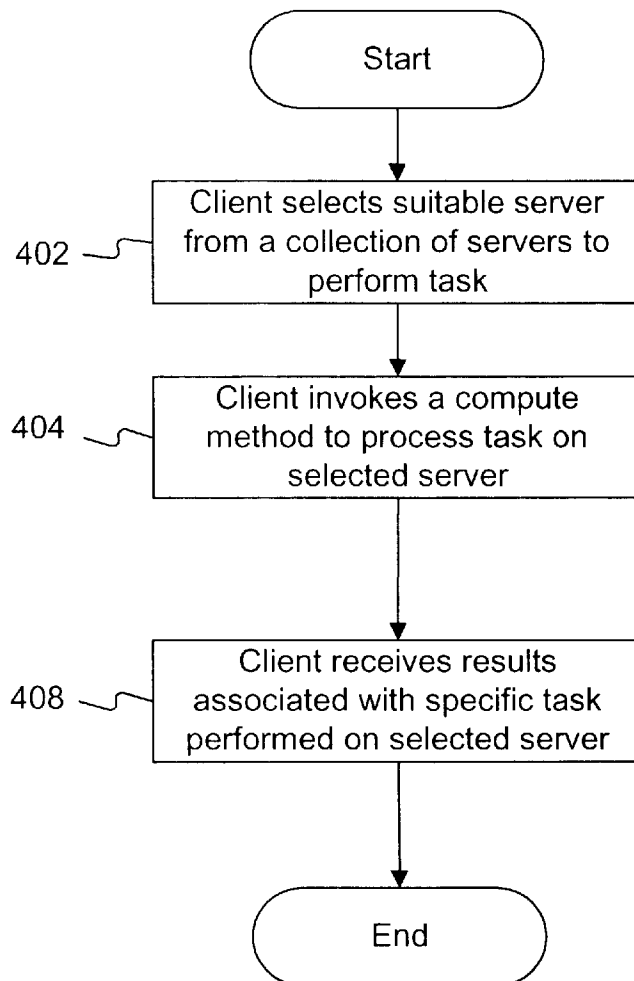 Start
402
Client selects suitable server
from a collection of servers to
perform task
404
Client invokes a compute
method to process task on
selected server
408
Client receives results
associated with specific task
performed on selected server
End